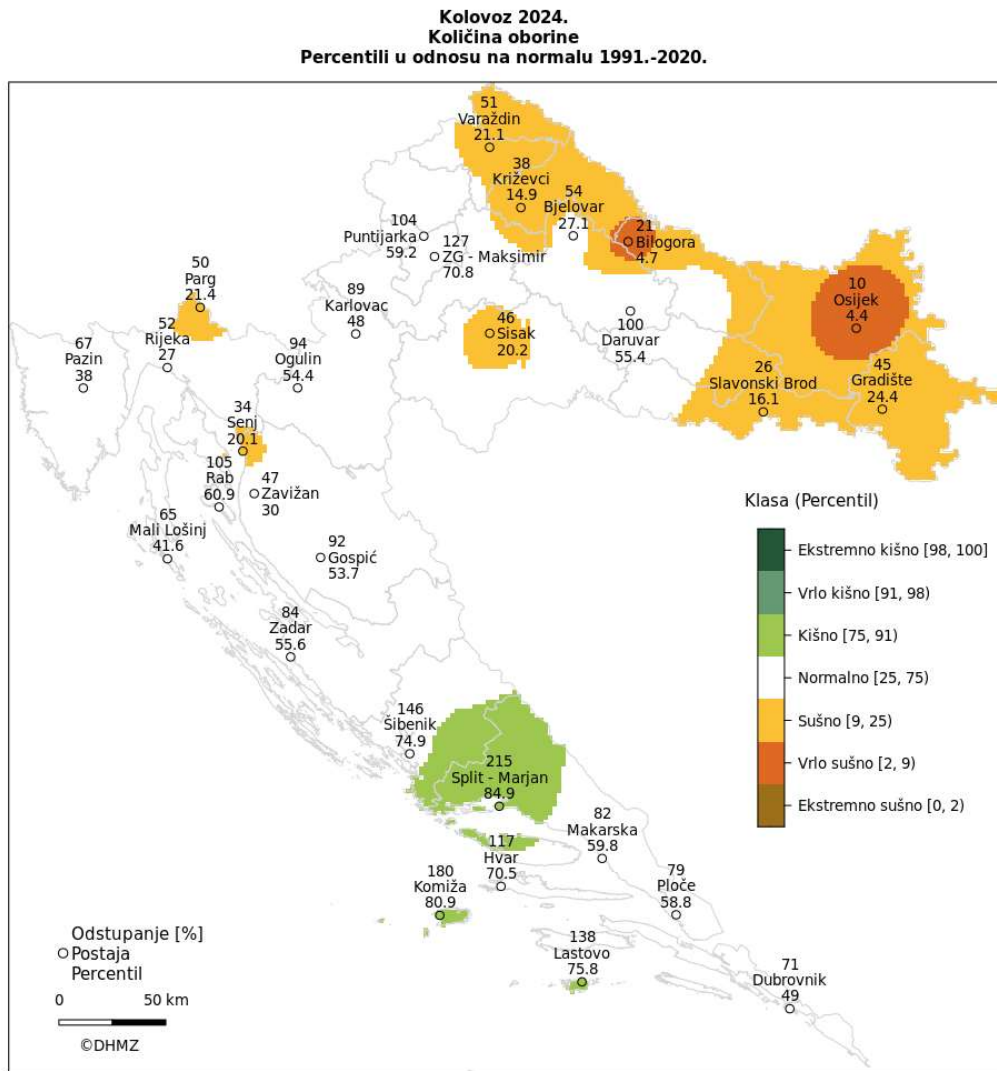 Kolovoz 2024.
Količina oborine
Percentili u odnosu na normalu 1991.-2020.
51
Varaždin
21.1
38
Križevci
14.9
54
Bjelovar
27.1
21
Bilogora
4.7
104
Puntijarka
59.2
127
ZG - Maksimir
70.8
50
Parg
21.4
89
Karlovac
48
46
Sisak
20.2
100
Daruvar
55.4
10
Osijek
4.4
52
Rijeka
27
67
Pazin
38
94
Ogulin
54.4
26
Slavonski Brod
16.1
45
Gradište
24.4
34
Senj
20.1
105
Rab
60.9
47
Zavižan
30
65
Mali Lošinj
41.6
92
Gospić
53.7
84
Zadar
55.6
146
Šibenik
74.9
215
Split - Marjan
84.9
82
Makarska
59.8
117
Hvar
70.5
180
Komiža
80.9
79
Ploče
58.8
138
Lastovo
75.8
71
Dubrovnik
49
Klasa (Percentil)
Ekstremno kišno [98, 100]
Vrlo kišno [91, 98)
Kišno [75, 91)
Normalno [25, 75)
Sušno [9, 25)
Vrlo sušno [2, 9)
Ekstremno sušno [0, 2)
Odstupanje [%]
Postaja
Percentil
0 50 km
©DHMZ